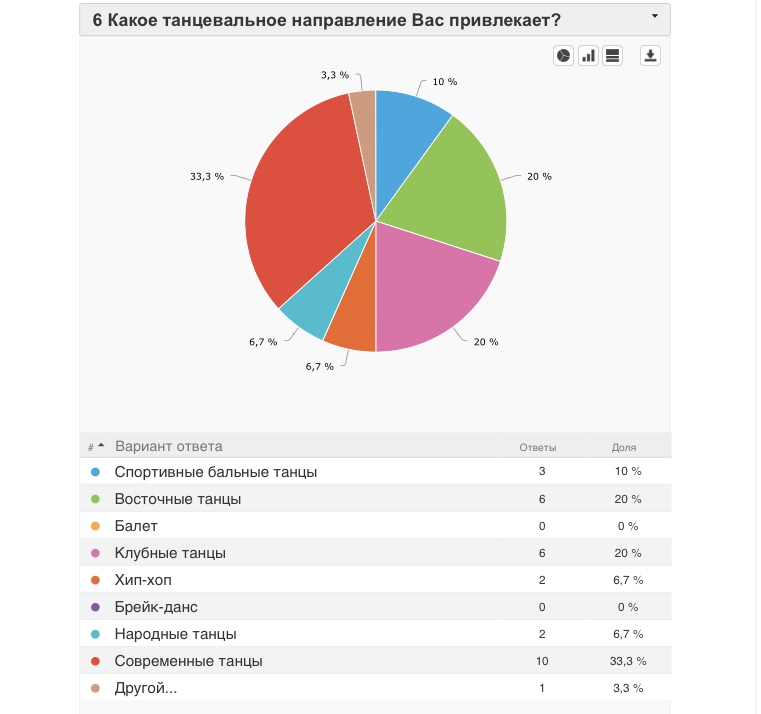 6 Какое танцевальное направление Вас привлекает?
3,3 %
10 %
33,3 %
20 %
6,7 %
20 %
6,7 %
# Вариант ответа Ответы Доля
Спортивные бальные танцы 3 10 %
Восточные танцы 6 20 %
Балет 0 0 %
Клубные танцы 6 20 %
Хип-хоп 2 6,7 %
Брейк-данс 0 0 %
Народные танцы 2 6,7 %
Современные танцы 10 33,3 %
Другой... 1 3,3 %